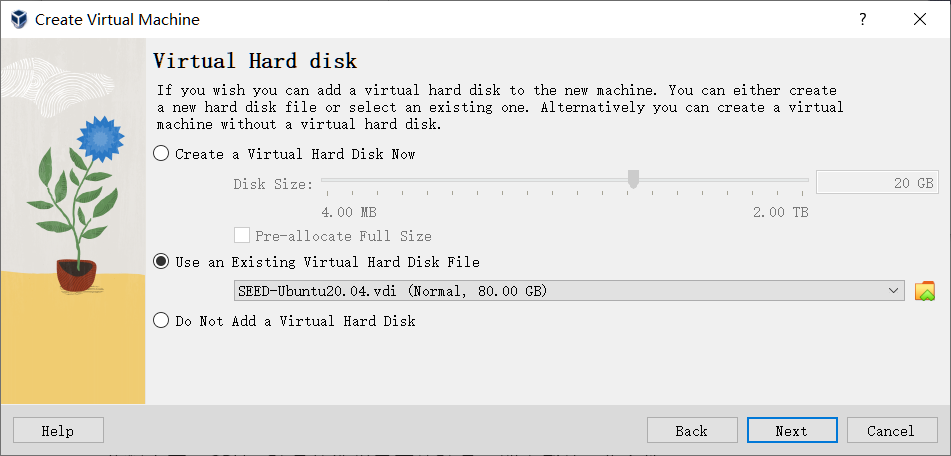 Create Virtual Machine
?
Virtual Hard disk
If you wish you can add a virtual hard disk to the new machine. You can either create
a new hard disk file or select an existing one. Alternatively you can create a virtual
machine without a virtual hard disk.
Create a Virtual Hard Disk Now
Disk Size:
20 GB
4.00 MB
2.00 TB
Pre-allocate Full Size
Use an Existing Virtual Hard Disk File
SEED-Ubuntu20.04.vdi (Normal, 80.00 GB)
Do Not Add a Virtual Hard Disk
Help
Back
Next
Cancel